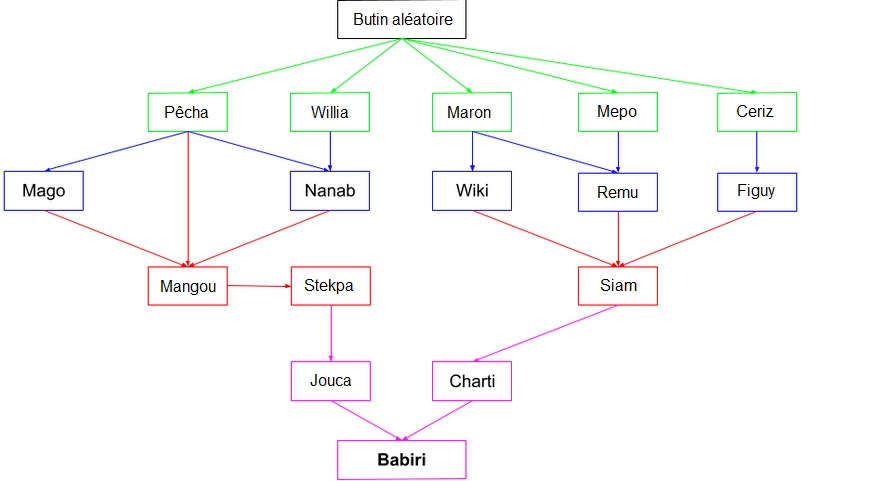 Butin aléatoire
Pêcha
Willia
Maron
Mepo
Ceriz
Mago
Nanab
Wiki
Remu
Figuy
Mangou
Stekpa
Siam
Jouca
Charti
Babiri